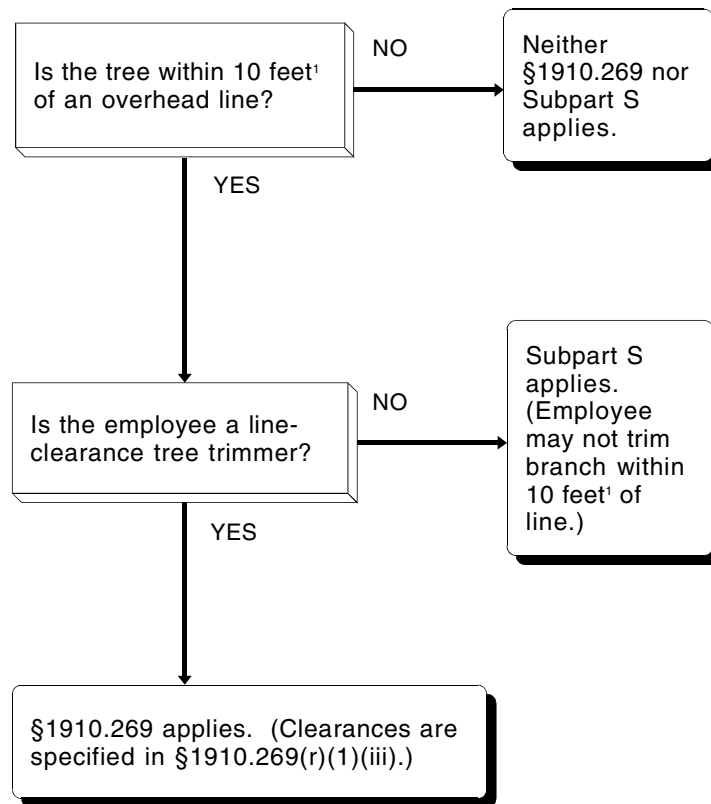 Is the tree within 10 feet¹
of an overhead line?
NO
Neither
§1910.269 nor
Subpart S
applies.
YES
Is the employee a line-
clearance tree trimmer?
NO
Subpart S
applies.
(Employee
may not trim
branch within
10 feet¹ of
line.)
YES
§1910.269 applies.  (Clearances are
specified in §1910.269(r)(1)(iii).)